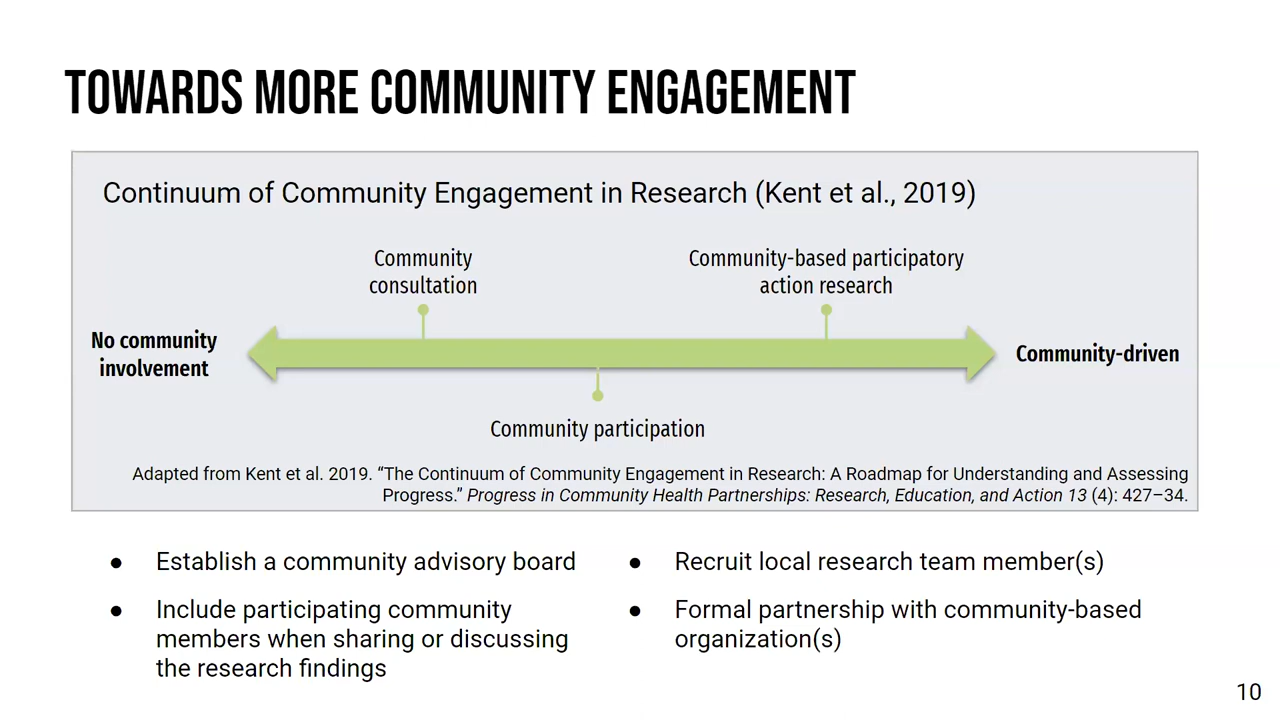 TOWARDS MORE COMMUNITY ENGAGEMENT
Continuum of Community Engagement in Research (Kent et al., 2019)
Community
consultation
Community-based participatory
action research
No community
involvement
Community-driven
Community participation
Adapted from Kent et al. 2019. “The Continuum of Community Engagement in Research: A Roadmap for Understanding and Assessing
Progress.” Progress in Community Health Partnerships: Research, Education, and Action 13 (4): 427–34.
● Establish a community advisory board
● Include participating community
members when sharing or discussing
the research findings
● Recruit local research team member(s)
● Formal partnership with community-based
organization(s)
10